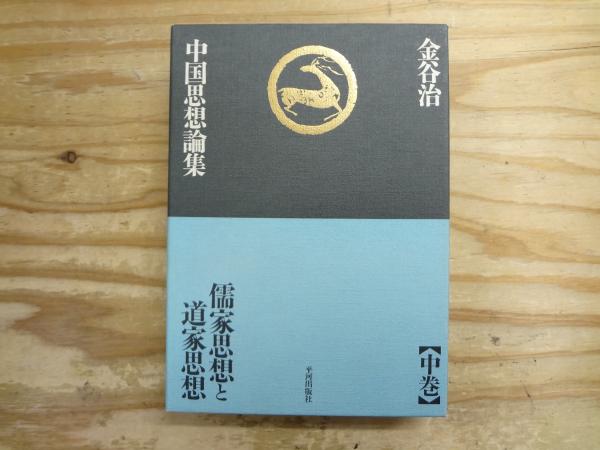 金谷治
中国思想論集
【中巻】
儒家思想と
道家思想
平河出版社